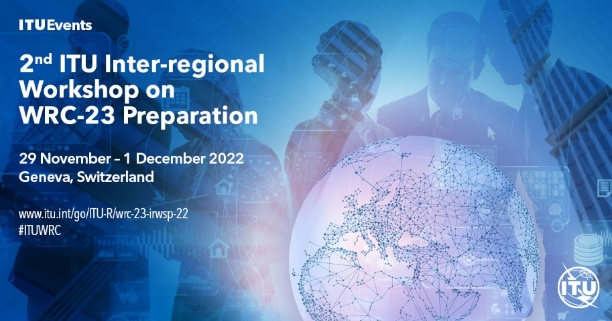 ITUEvents
2nd ITU Inter-regional
Workshop on
WRC-23 Preparation
29 November – 1 December 2022
Geneva, Switzerland
www.itu.int/go/ITU-R/wrc-23-irwsp-22
#ITUWRC
ITU